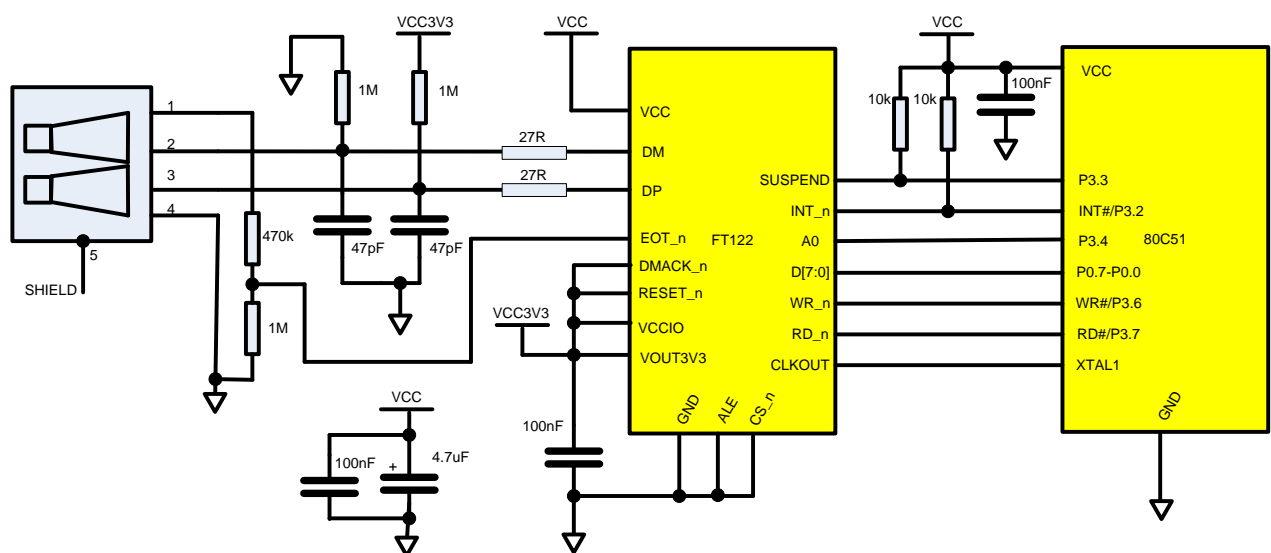 VCC3V3
VCC
VCC
1M
1M
10k
10k
100nF
VCC
1
2
3
4
5
SHIELD
27R
27R
VCC
DM
DP
EOT_n
DMACK_n
RESET_n
VCCIO
VOUT3V3
SUSPEND
INT_n
A0
D[7:0]
WR_n
RD_n
CLKOUT
FT122
GND
ALE
CS_n
P3.3
INT#/P3.2
P3.4
80C51
P0.7-P0.0
WR#/P3.6
RD#/P3.7
XTAL1
GND
470k
47pF
47pF
1M
VCC3V3
VCC
100nF
+
4.7uF
100nF